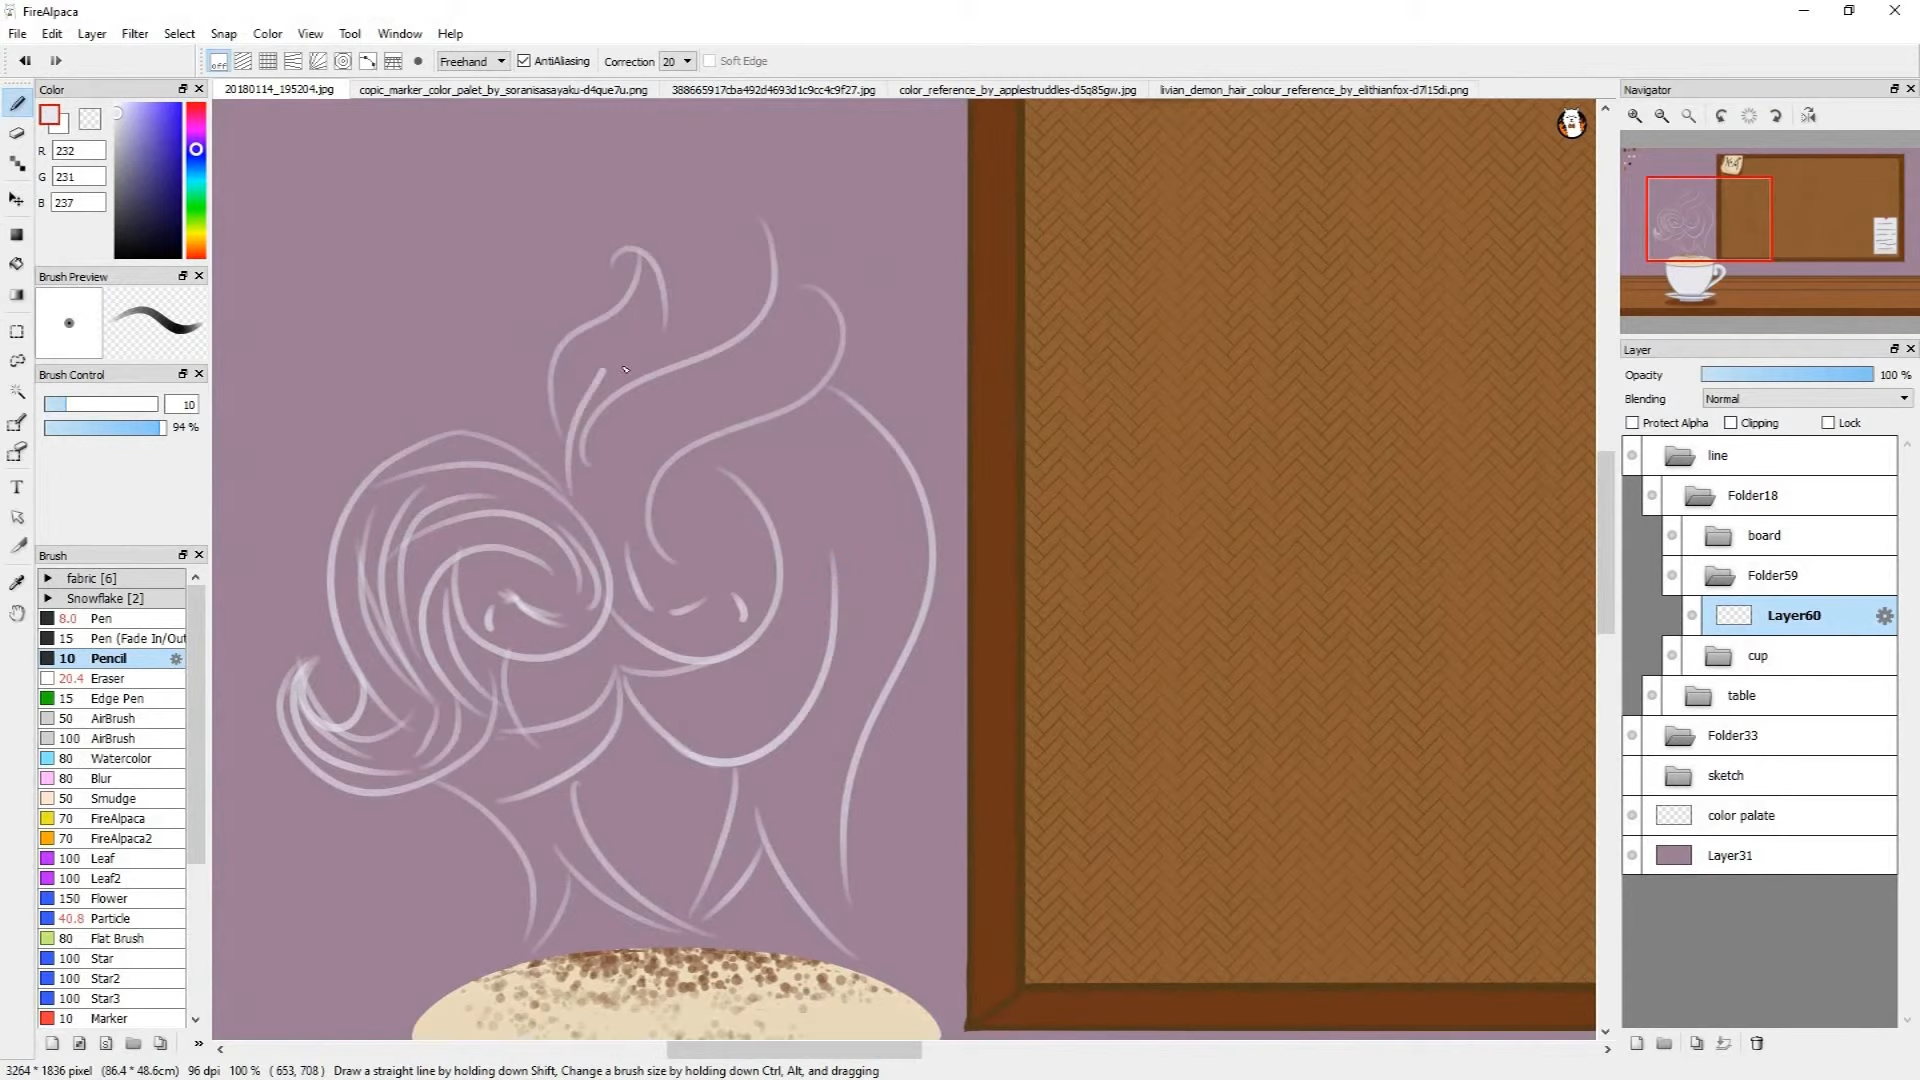 FireAlpaca
File Edit Layer Filter Select Snap Color View Tool Window Help
off Freehand AntiAliasing Correction 20 Soft Edge
Color
20180114_195204.jpg copic_marker_color_palet_by_soranisasayaku-d4que7u.png 388665917cba492d4693d1c9cc4c9f27.jpg color_reference_by_applestruddles-d5q85gw.jpg livian_demon_hair_colour_reference_by_elithianfox-d7l15di.png
Navigator
R 232
G 231
B 237
Brush Preview
Brush Control
10
94 %
Brush
fabric [6]
Snowflake [2]
8.0 Pen
15 Pen (Fade In/Out
10 Pencil
20.4 Eraser
15 Edge Pen
50 AirBrush
100 AirBrush
80 Watercolor
80 Blur
50 Smudge
70 FireAlpaca
70 FireAlpaca2
100 Leaf
100 Leaf2
150 Flower
40.8 Particle
80 Flat Brush
100 Star
100 Star2
100 Star3
10 Marker
Layer
Opacity 100 %
Blending Normal
Protect Alpha Clipping Lock
line
Folder18
board
Folder59
Layer60
cup
table
Folder33
sketch
color palate
Layer31
3264 * 1836 pixel (86.4 * 48.6cm) 96 dpi 100 % ( 653, 708 ) Draw a straight line by holding down Shift, Change a brush size by holding down Ctrl, Alt, and dragging